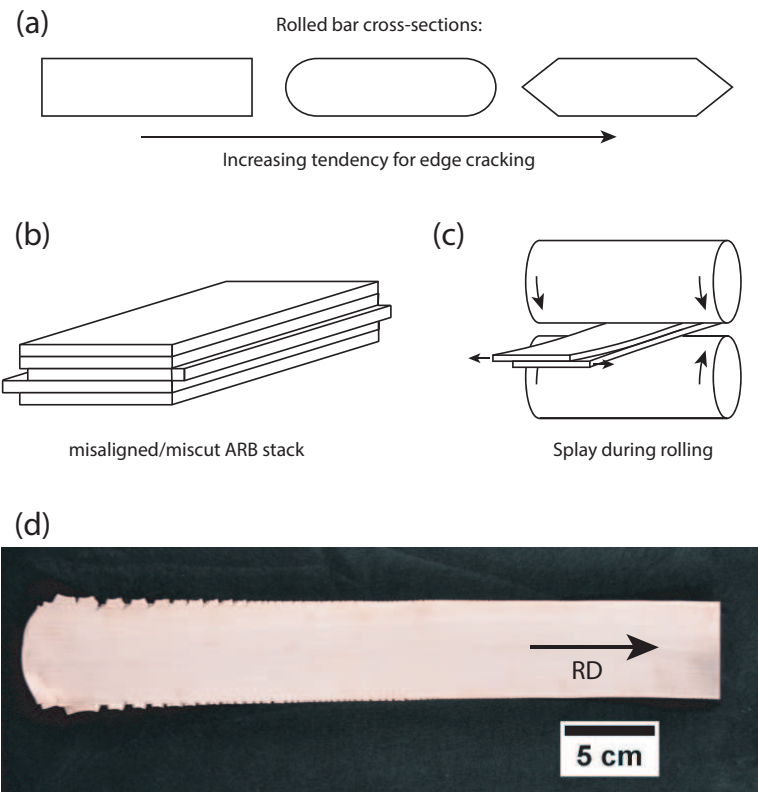 (a)
Rolled bar cross-sections:
Increasing tendency for edge cracking
(b)
misaligned/miscut ARB stack
(c)
Splay during rolling
(d)
RD
5 cm